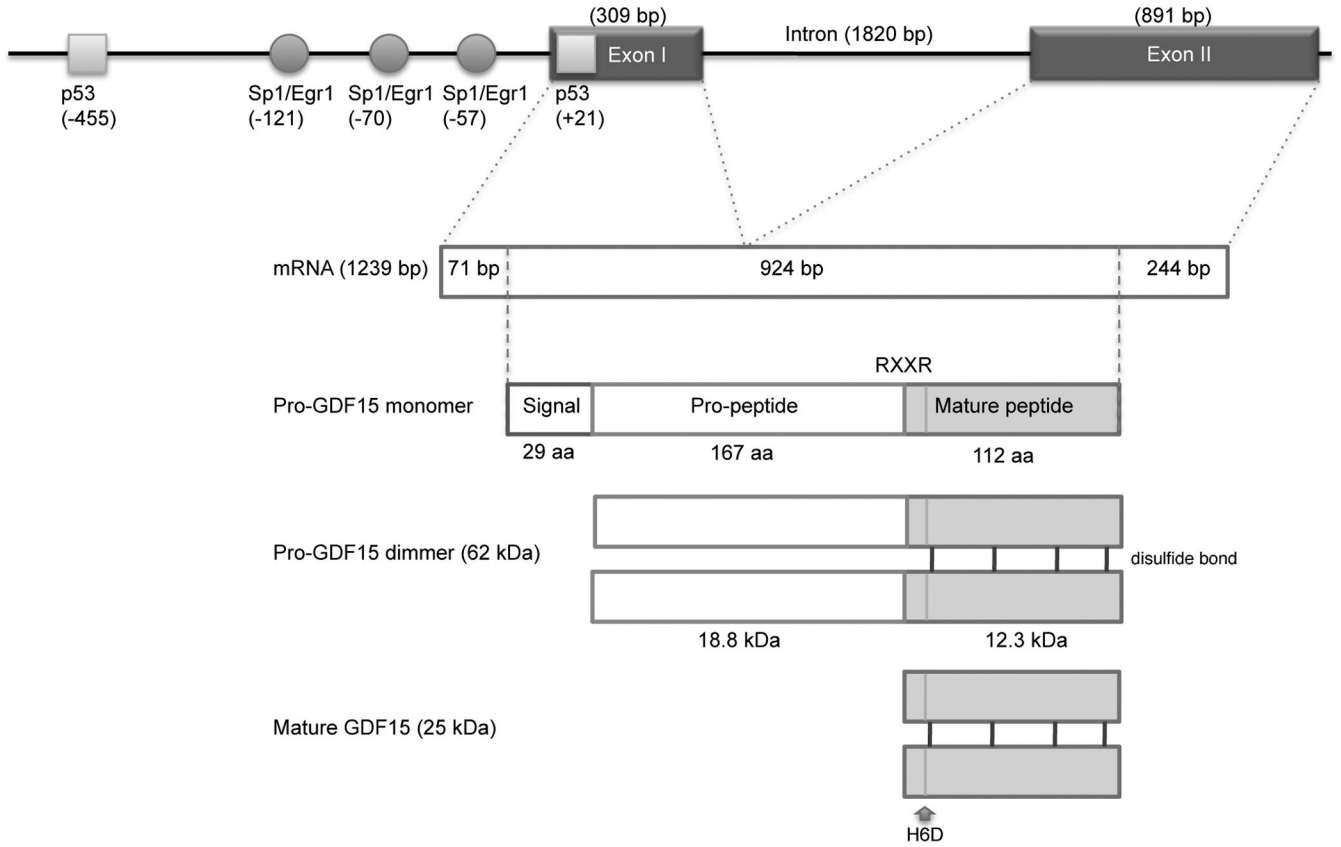 (309 bp)
(891 bp)
Intron (1820 bp)
Exon I
Exon II
p53
(-455)
Sp1/Egr1
(-121)
Sp1/Egr1
(-70)
Sp1/Egr1
(-57)
p53
(+21)
mRNA (1239 bp)
71 bp
924 bp
244 bp
RXXR
Pro-GDF15 monomer
Signal
Pro-peptide
Mature peptide
29 aa
167 aa
112 aa
Pro-GDF15 dimmer (62 kDa)
disulfide bond
18.8 kDa
12.3 kDa
Mature GDF15 (25 kDa)
H6D